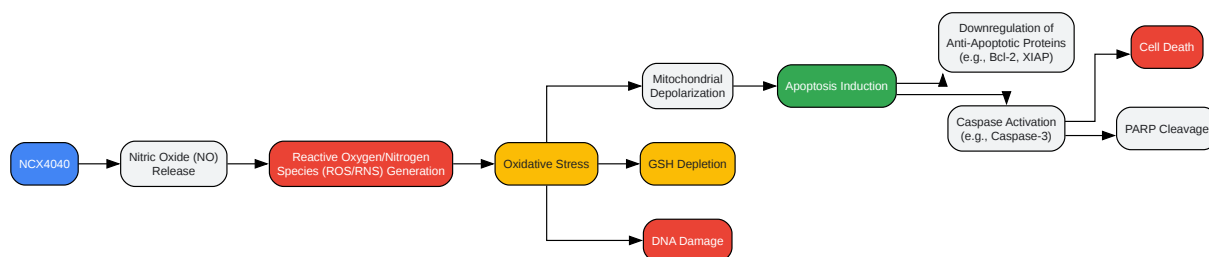 NCX4040
Nitric Oxide (NO)
Release
Reactive Oxygen/Nitrogen
Species (ROS/RNS) Generation
Oxidative Stress
Mitochondrial
Depolarization
GSH Depletion
DNA Damage
Apoptosis Induction
Downregulation of
Anti-Apoptotic Proteins
(e.g., Bcl-2, XIAP)
Caspase Activation
(e.g., Caspase-3)
Cell Death
PARP Cleavage